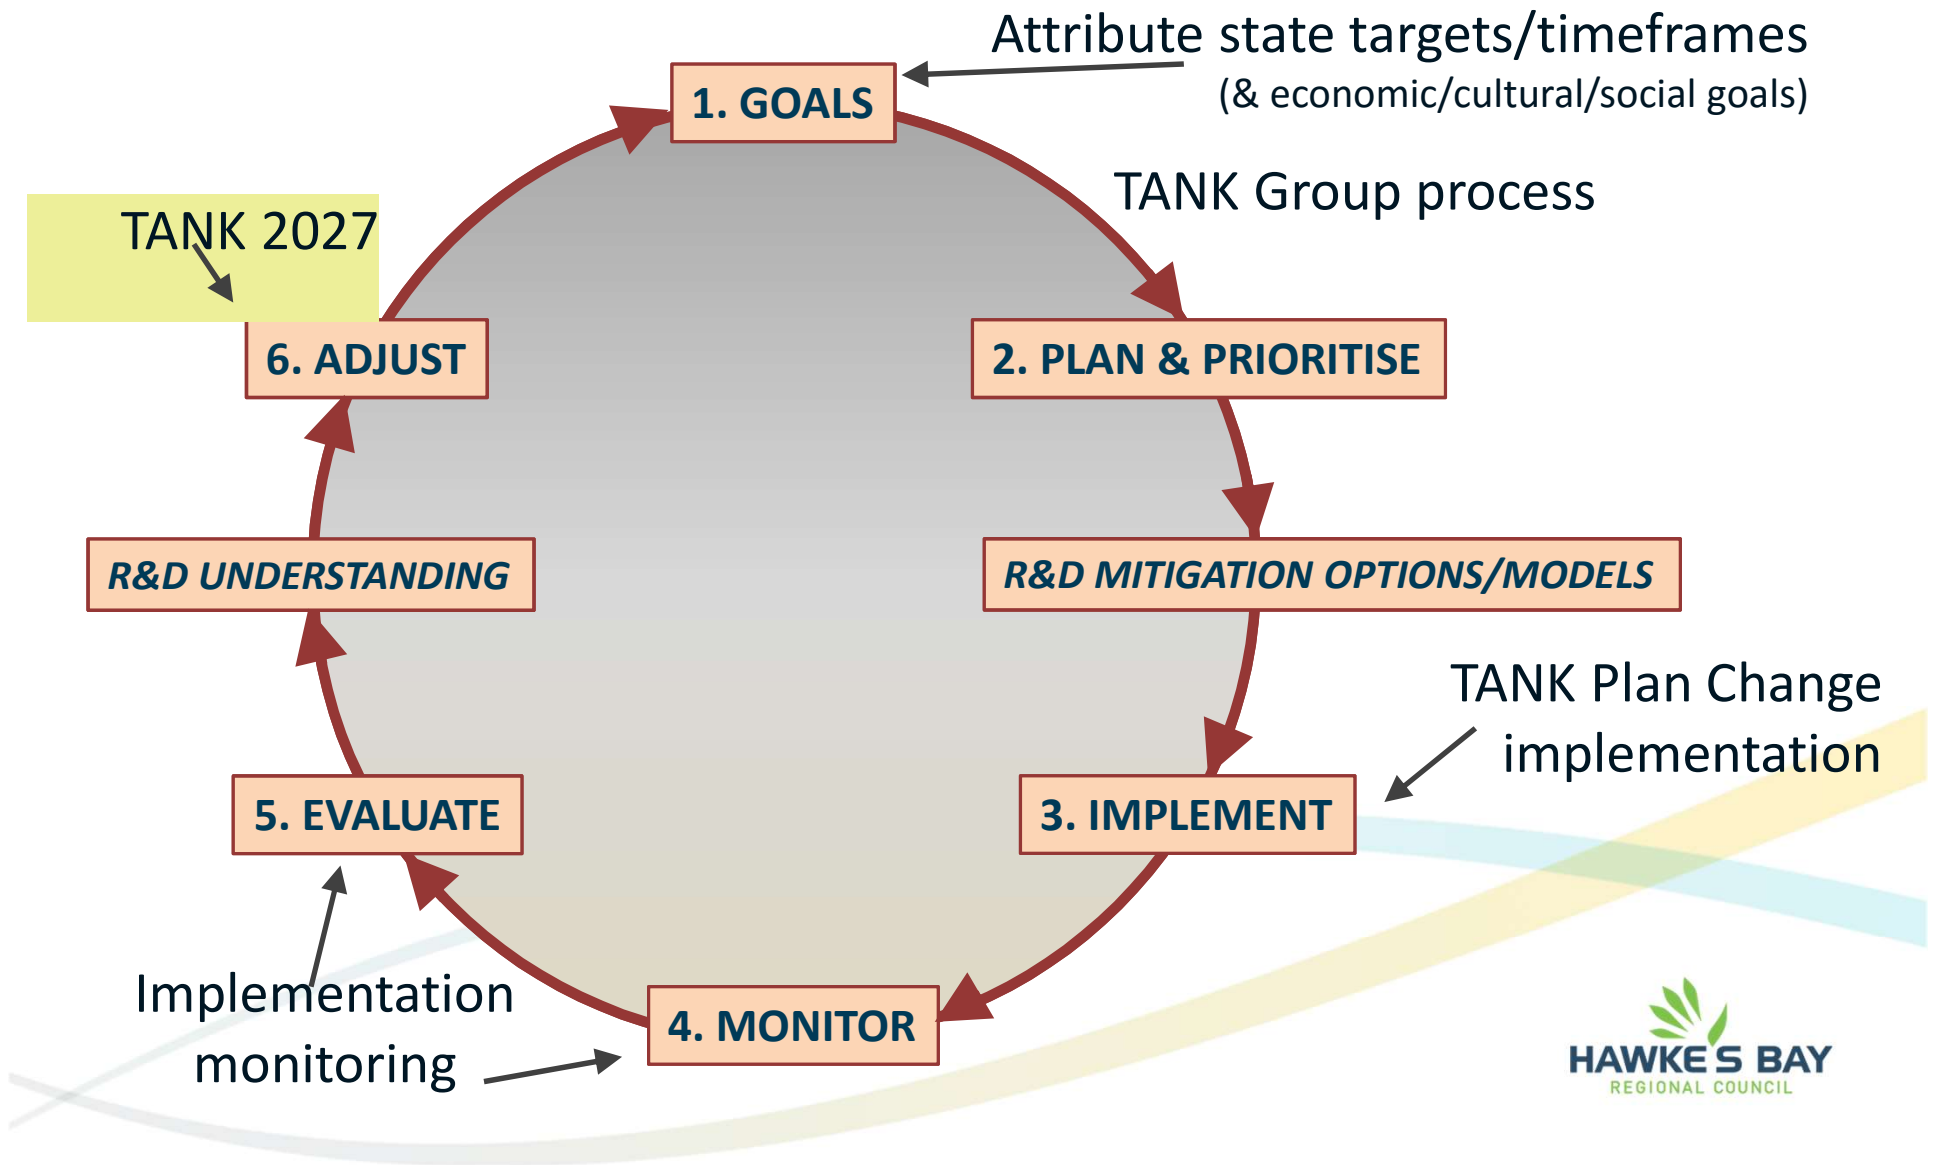 Attribute state targets/timeframes
(& economic/cultural/social goals)
1. GOALS
TANK Group process
TANK 2027
6. ADJUST
2. PLAN & PRIORITISE
R&D UNDERSTANDING
R&D MITIGATION OPTIONS/MODELS
TANK Plan Change
implementation
5. EVALUATE
3. IMPLEMENT
Implementation
monitoring
4. MONITOR
HAWKE'S BAY
REGIONAL COUNCIL